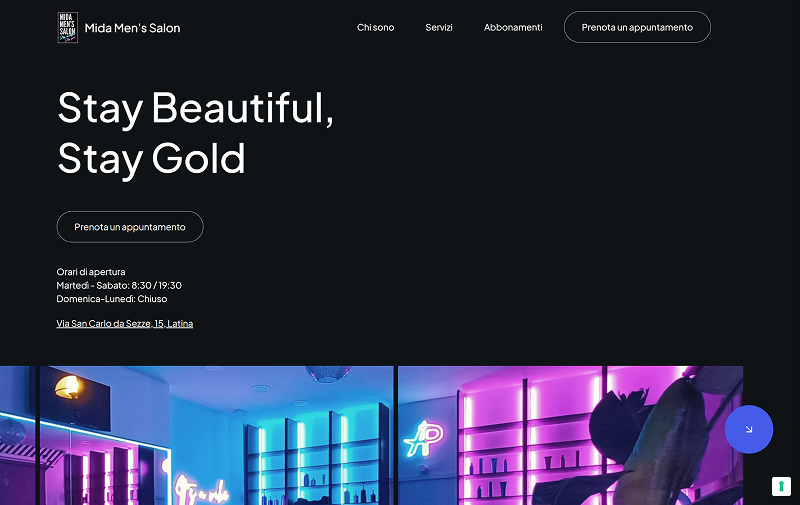 MIDA
MEN'S
SALON
Mida Men's Salon
Chi sono
Servizi
Abbonamenti
Prenota un appuntamento
Stay Beautiful,
Stay Gold
Prenota un appuntamento
Orari di apertura
Martedì - Sabato: 8:30 / 19:30
Domenica-Lunedì: Chiuso
Via San Carlo da Sezze, 15, Latina